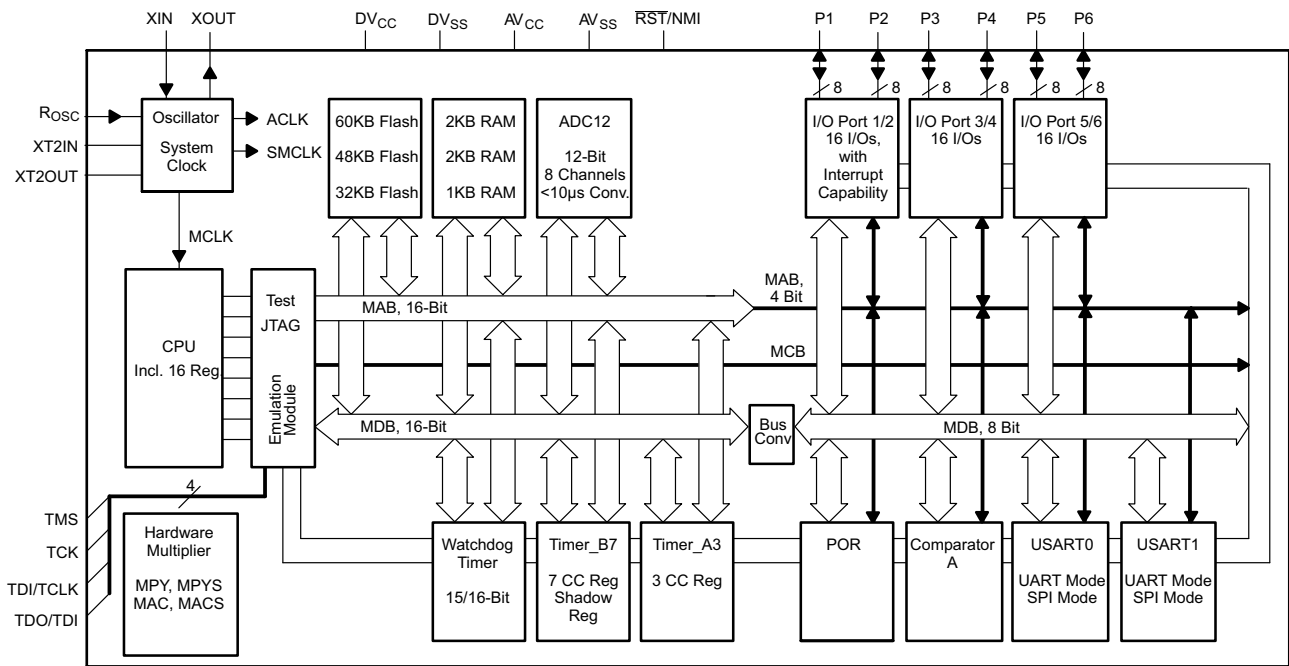 XIN
XOUT
DVCC
DVSS
AVCC
AVSS
RST/NMI
P1
P2
P3
P4
P5
P6
8
8
8
8
8
8
ROSC
XT2IN
XT2OUT
Oscillator
System
Clock
ACLK
SMCLK
MCLK
60KB Flash
48KB Flash
32KB Flash
2KB RAM
2KB RAM
1KB RAM
ADC12
12-Bit
8 Channels
<10μs Conv.
I/O Port 1/2
16 I/Os,
with
Interrupt
Capability
I/O Port 3/4
16 I/Os
I/O Port 5/6
16 I/Os
CPU
Incl. 16 Reg.
Test
JTAG
Emulation
Module
MAB, 16-Bit
MAB,
4 Bit
MCB
MDB, 16-Bit
Bus
Conv
MDB, 8 Bit
4
TMS
TCK
TDI/TCLK
TDO/TDI
Hardware
Multiplier
MPY, MPYS
MAC, MACS
Watchdog
Timer
15/16-Bit
Timer_B7
7 CC Reg
Shadow
Reg
Timer_A3
3 CC Reg
POR
Comparator
A
USART0
UART Mode
SPI Mode
USART1
UART Mode
SPI Mode